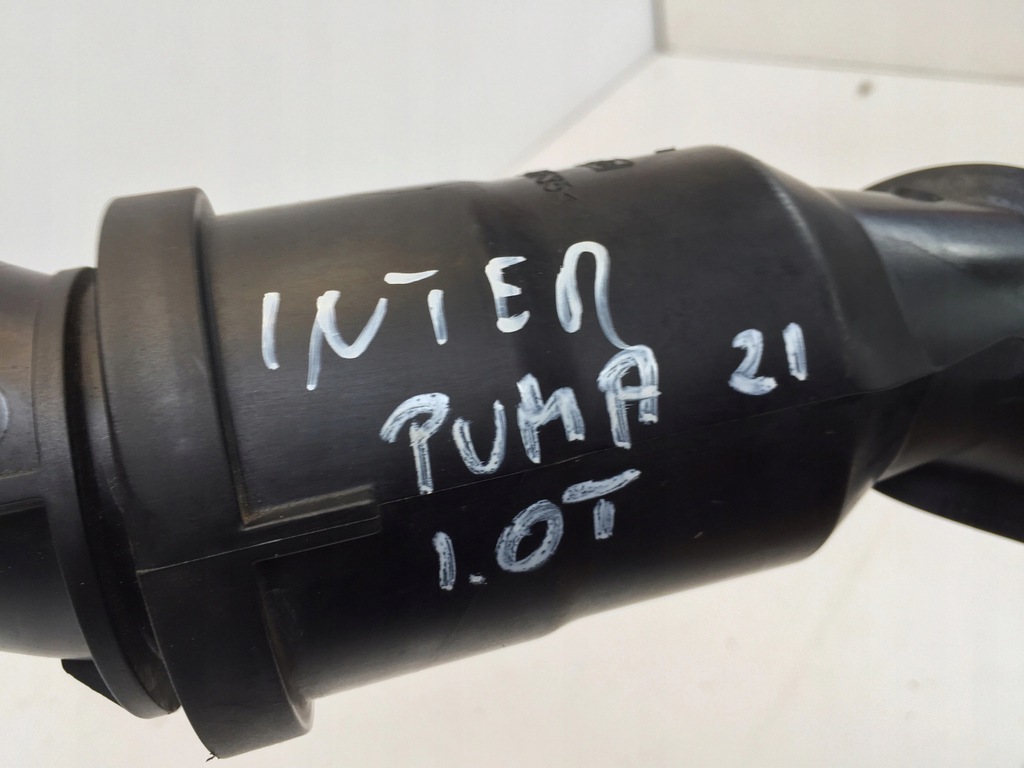 INTER
PUMA 21
1.0T